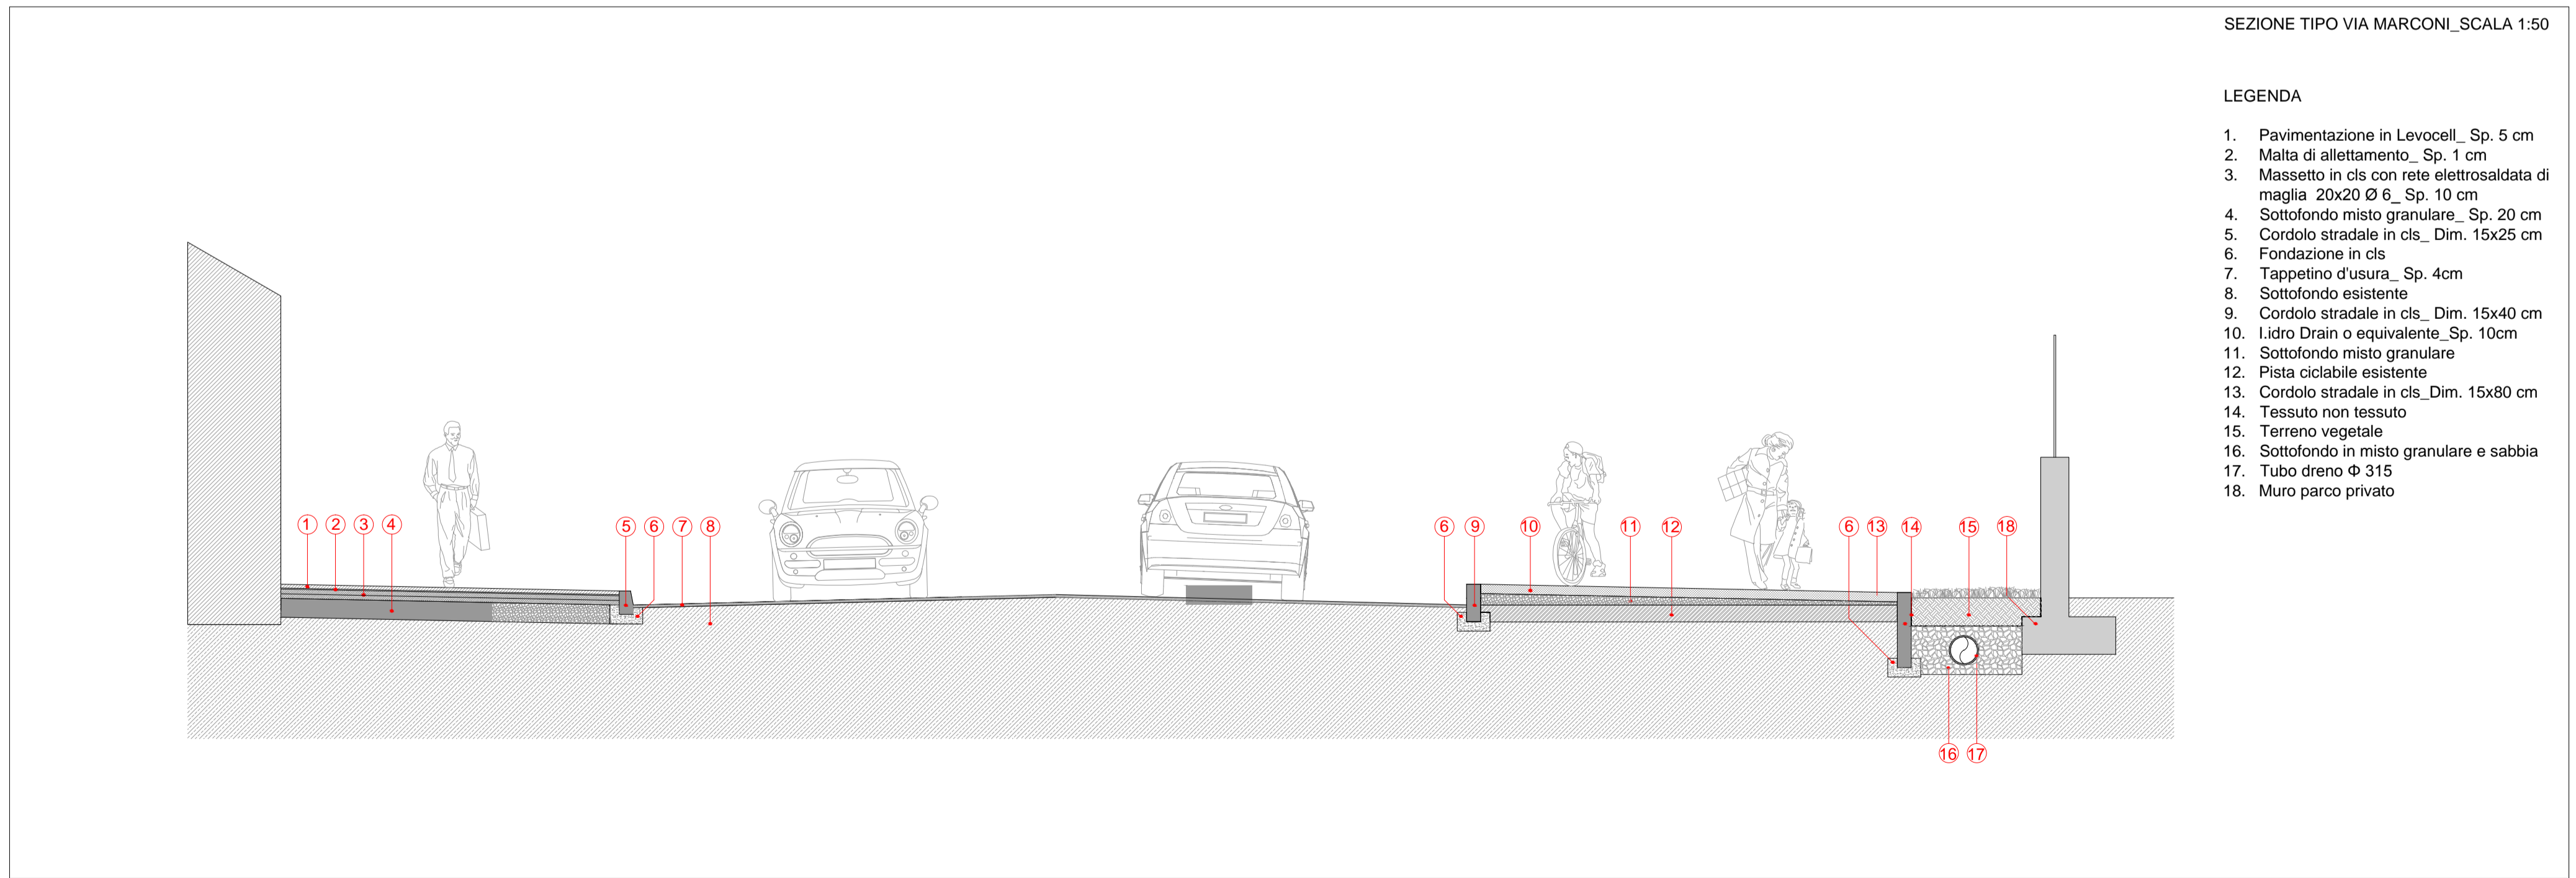 SEZIONE TIPO VIA MARCONI_SCALA 1:50
LEGENDA
1. Pavimentazione in Levocell_ Sp. 5 cm
2. Malta di allettamento_ Sp. 1 cm
3. Massetto in cls con rete elettrosaldata di
maglia 20x20 Ø 6_ Sp. 10 cm
4. Sottofondo misto granulare_ Sp. 20 cm
5. Cordolo stradale in cls_ Dim. 15x25 cm
6. Fondazione in cls
7. Tappetino d'usura_ Sp. 4cm
8. Sottofondo esistente
9. Cordolo stradale in cls_ Dim. 15x40 cm
10. I.idro Drain o equivalente_Sp. 10cm
11. Sottofondo misto granulare
12. Pista ciclabile esistente
13. Cordolo stradale in cls_Dim. 15x80 cm
14. Tessuto non tessuto
15. Terreno vegetale
16. Sottofondo in misto granulare e sabbia
17. Tubo dreno Φ 315
18. Muro parco privato
1 2 3 4 5 6 7 8 6 9 10 11 12 6 13 14 15 18
16 17